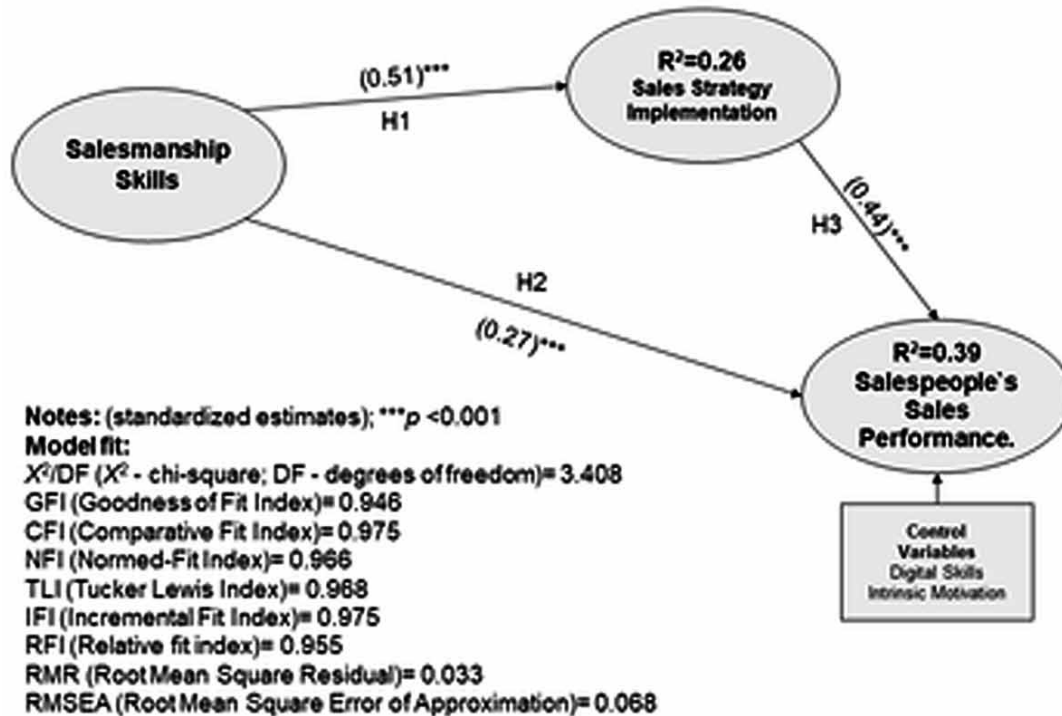 R²=0.26
Sales Strategy
Implementation
(0.51)***
H1
Salesmanship
Skills
(0.44)***
H3
H2
(0.27)***
R²=0.39
Salespeople`s
Sales
Performance.
Notes: (standardized estimates); ***p <0.001
Model fit:
X²/DF (X² - chi-square; DF - degrees of freedom)= 3.408
GFI (Goodness of Fit Index)= 0.946
CFI (Comparative Fit Index)= 0.975
NFI (Normed-Fit Index)= 0.966
TLI (Tucker Lewis Index)= 0.968
IFI (Incremental Fit Index)= 0.975
RFI (Relative fit index)= 0.955
RMR (Root Mean Square Residual)= 0.033
RMSEA (Root Mean Square Error of Approximation)= 0.068
Control
Variables
Digital Skills
Intrinsic Motivation